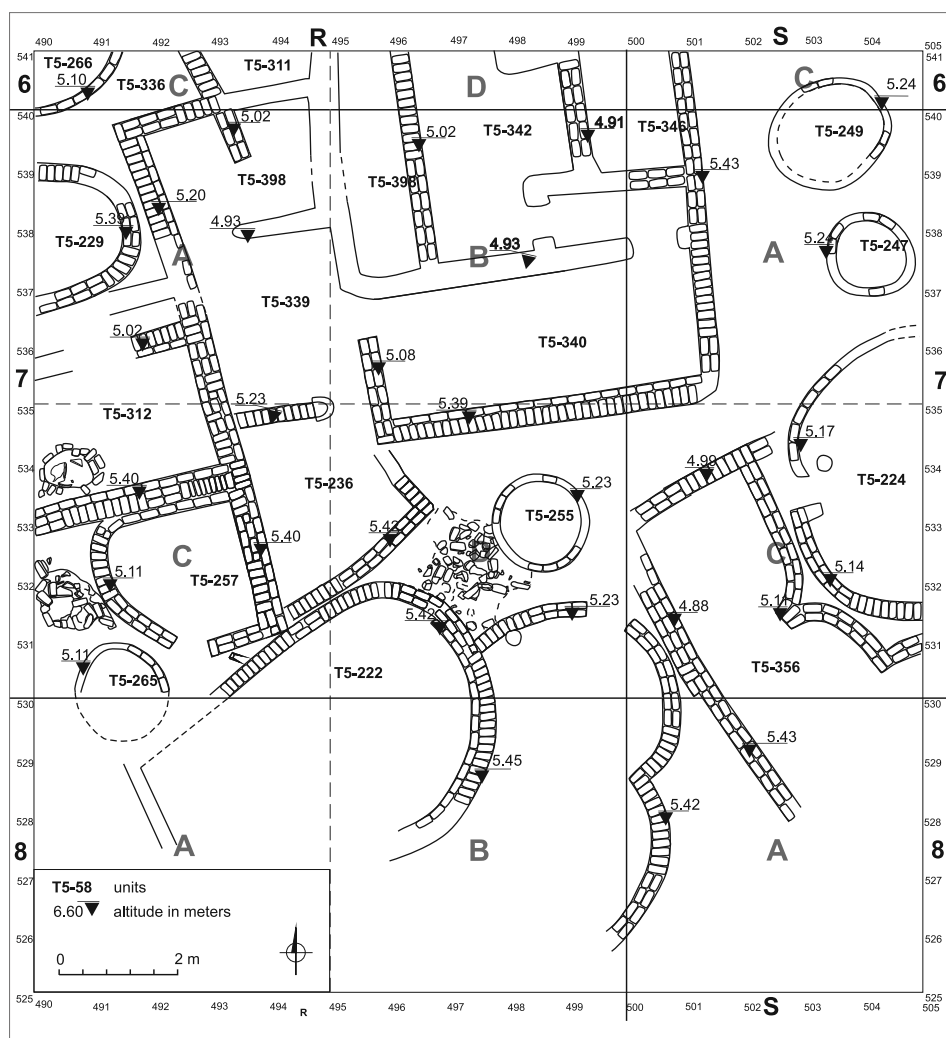 490 491 492 493 494 R 495 496 497 498 499 500 501 S 502 503 504 505
541 T5-266 T5-311 541
6 5.10 T5-336 C D C 5.24 6
540 5.02 5.02 T5-342 4.91 T5-346 T5-249 540
539 T5-398 T5-398 5.43 539
5.20
5.39 4.93
538 T5-229 A 4.93 B A 5.24 T5-247 538
537 T5-339 537
536 5.02 5.08 T5-340 536
7 7
535 T5-312 5.23 5.39 535
5.17
534 5.40 T5-236 4.99 T5-224 534
5.23
533 T5-255 533
5.42
5.40
C C
532 5.11 T5-257 5.14 532
5.42 5.23 4.88 5.11
531 5.11 T5-222 T5-356 531
T5-265
530 530
529 5.45 5.43 529
528 5.42 528
8 A B A 8
527 T5-58 units 527
6.60 altitude in meters
526 0 2 m 526
525 525
490 491 492 493 494 R 495 496 497 498 499 500 501 502 S 503 504 505